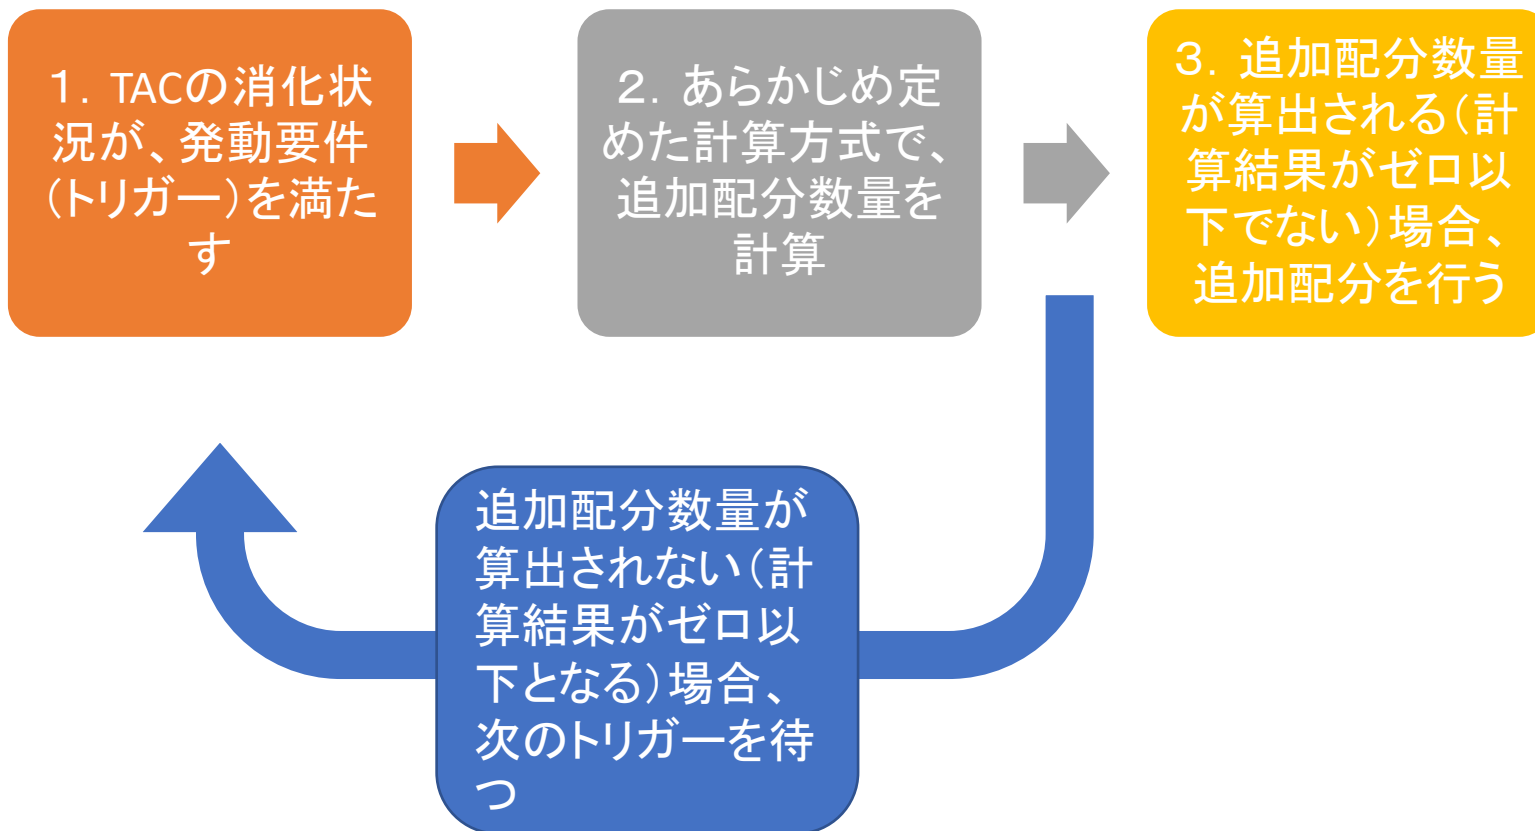 １．TACの消化状
況が、発動要件
（トリガー）を満た
す
２．あらかじめ定
めた計算方式で、
追加配分数量を
計算
３．追加配分数量
が算出される（計
算結果がゼロ以
下でない）場合、
追加配分を行う
追加配分数量が
算出されない（計
算結果がゼロ以
下となる）場合、
次のトリガーを待
つ